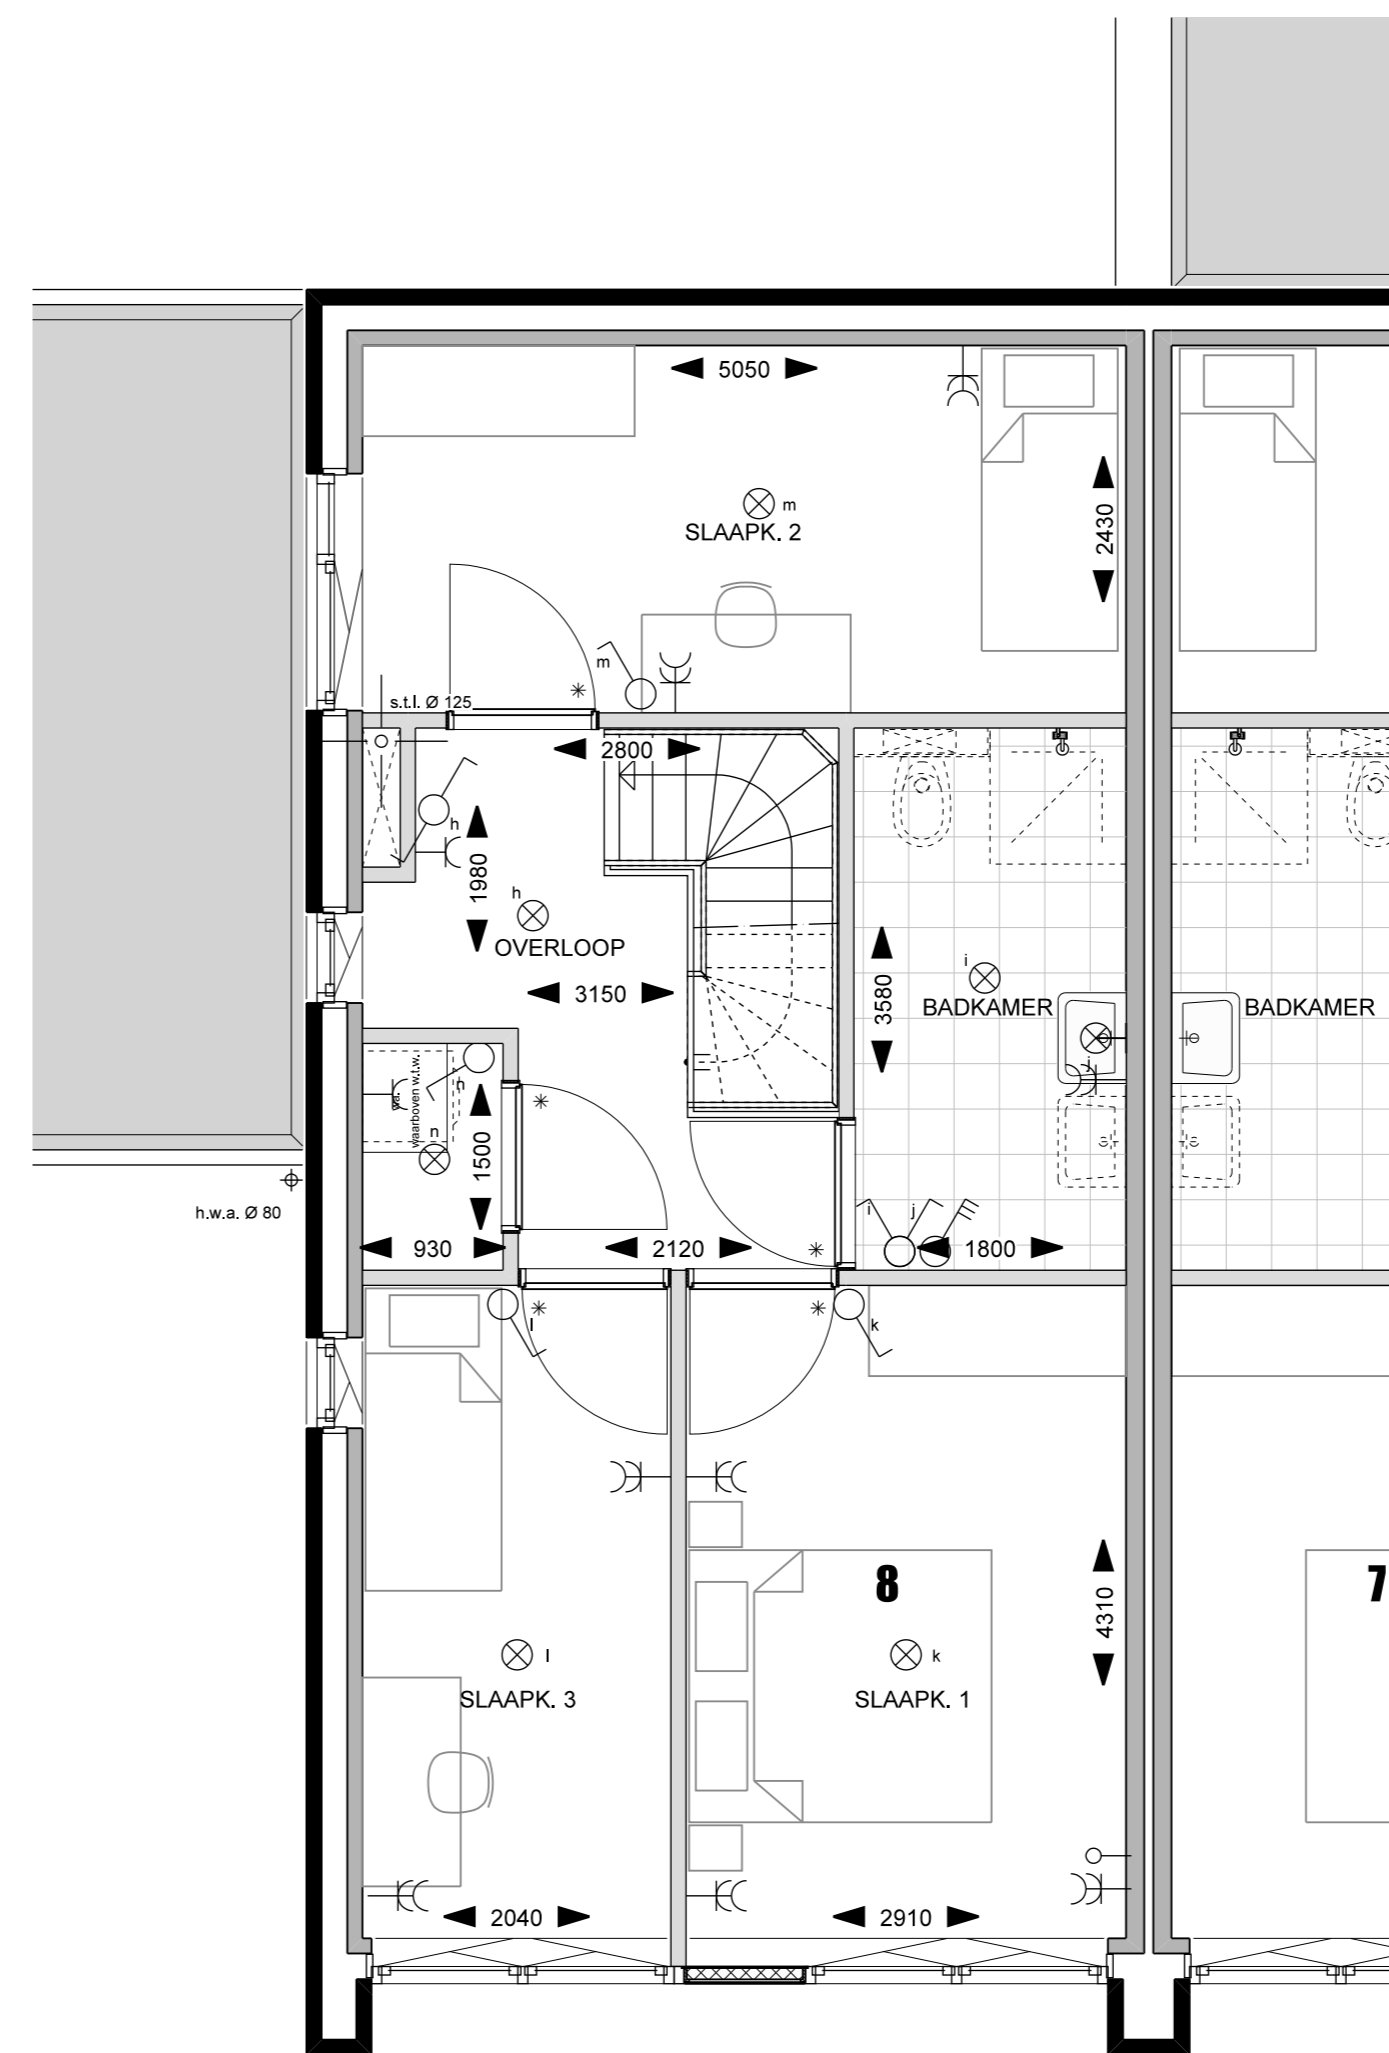 5050
m
SLAAPK. 2
2430
m
s.t.l. Ø 125
2800
h
1980
h
OVERLOOP
3150
3580
i
BADKAMER
BADKAMER
j
wa.
waarboven w.t.w.
n
n
1500
h.w.a. Ø 80
930
2120
i
j
1800
l
k
8
7
4310
l
k
SLAAPK. 3
SLAAPK. 1
2040
2910